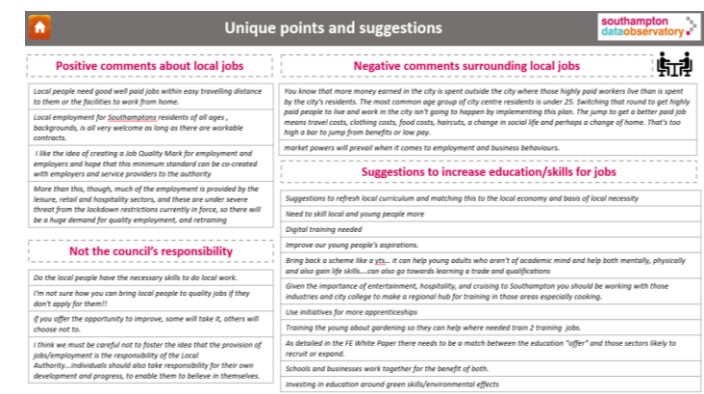 Unique points and suggestions
southampton
dataobservatory
Positive comments about local jobs
Local people need good well paid jobs within easy travelling distance
to them or the facilities to work from home.
Local employment for Southamptons residents of all ages ,
backgrounds, is all very welcome as long as there are workable
contracts.
I like the idea of creating a Job Quality Mark for employment and
employers and hope that this minimum standard can be co-created
with employers and service providers to the authority
More than this, though, much of the employment is provided by the
leisure, retail and hospitality sectors, and these are under severe
threat from the lockdown restrictions currently in force, so there will
be a huge demand for quality employment, and retraining
Not the council's responsibility
Do the local people have the necessary skills to do local work.
I'm not sure how you can bring local people to quality jobs if they
don't apply for them!!
if you offer the opportunity to improve, some will take it, others will
choose not to.
I think we must be careful not to foster the idea that the provision of
jobs/employment is the responsibility of the Local
Authority...individuals should also take responsibility for their own
development and progress, to enable them to believe in themselves.
Negative comments surrounding local jobs
You know that more money earned in the city is spent outside the city where those highly paid workers live than is spent
by the city's residents. The most common age group of city centre residents is under 25. Switching that round to get highly
paid people to live and work in the city isn't going to happen by implementing this plan. The jump to get a better paid job
means travel costs, clothing costs, food costs, haircuts, a change in social life and perhaps a change of home. That's too
high a bar to jump from benefits or low pay.
market powers will prevail when it comes to employment and business behaviours.
Suggestions to increase education/skills for jobs
Suggestions to refresh local curriculum and matching this to the local economy and basis of local necessity
Need to skill local and young people more
Digital training needed
improve our young people's aspirations.
Bring back a scheme like a yts... it can help young adults who aren't of academic mind and help both mentally, physically
and also gain life skills....can also go towards learning a trade and qualifications
Given the importance of entertainment, hospitality, and cruising to Southampton you should be working with those
industries and city college to make a regional hub for training in those areas especially cooking.
Use initiatives for more apprenticeships
Training the young about gardening so they can help where needed train 2 training jobs.
As detailed in the FE White Paper there needs to be a match between the education "offer" and those sectors likely to
recruit or expand.
Schools and businesses work together for the benefit of both.
Investing in education around green skills/environmental effects